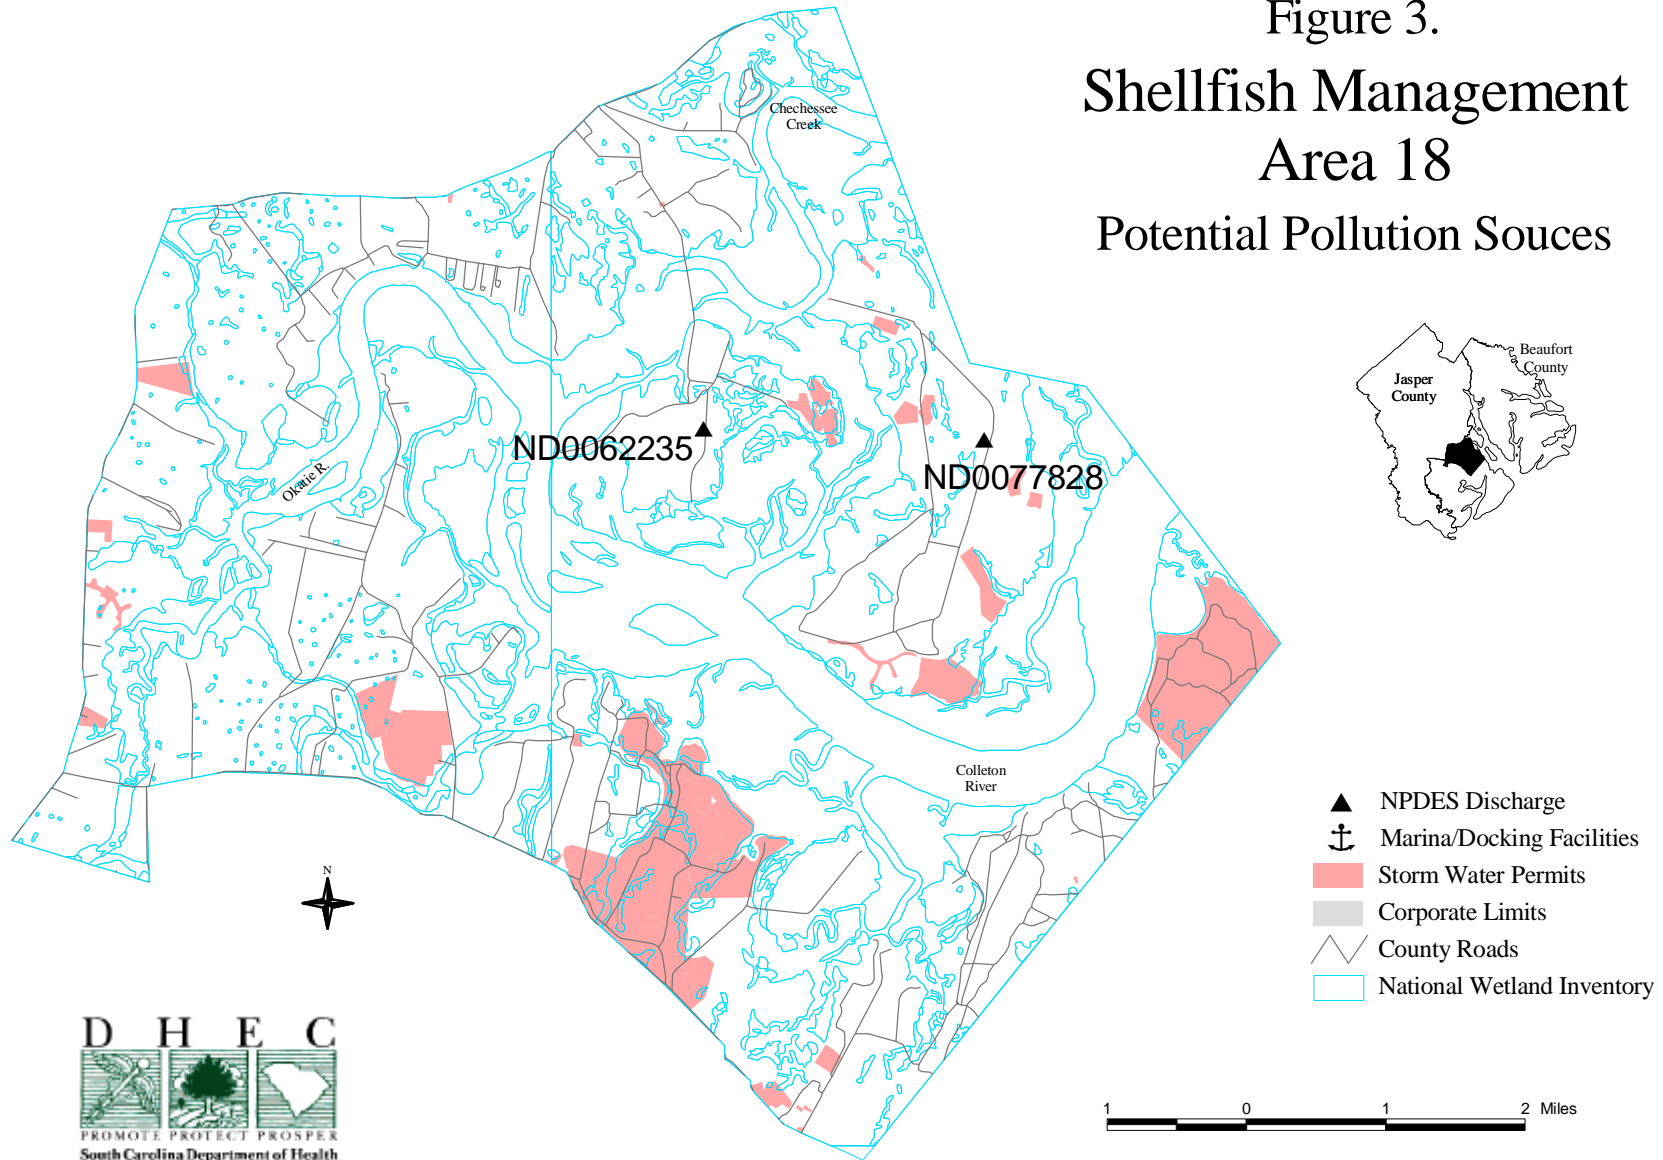 Figure 3.
Shellfish Management
Area 18
Potential Pollution Souces
Chechessee
Creek
Beaufort
County
Jasper
County
ND0062235
ND0077828
Okatie R.
Colleton
River
NPDES Discharge
Marina/Docking Facilities
Storm Water Permits
Corporate Limits
County Roads
National Wetland Inventory
N
D H E C
PROMOTE PROTECT PROSPER
South Carolina Department of Health
1 0 1 2 Miles